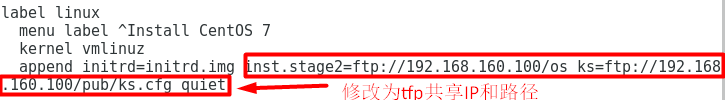 label linux
menu label ^Install CentOS 7
kernel vmlinuz
append initrd=initrd.img inst.stage2=ftp://192.168.160.100/os ks=ftp://192.168
.160.100/pub/ks.cfg quiet
修改为tfp共享IP和路径